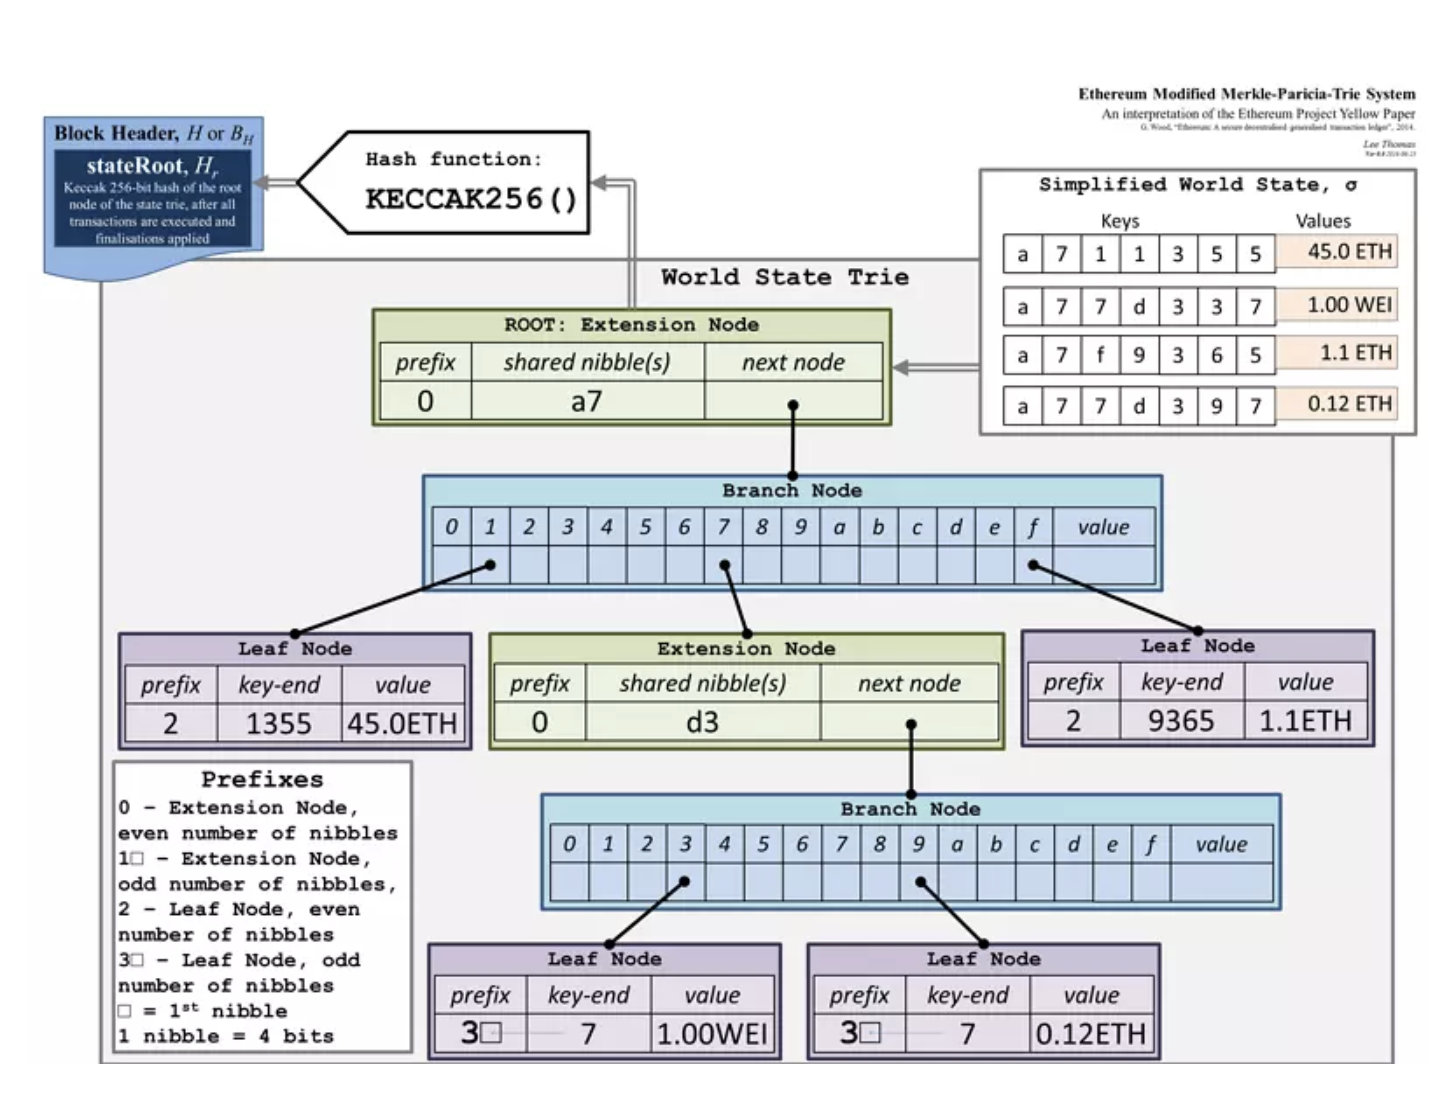 Ethereum Modified Merkle-Paricia-Trie System
An interpretation of the Ethereum Project Yellow Paper
G. Wood, "Ethereum: A secure decentralised generalised transaction ledger", 2014.
Lee Thomas
Block Header, H or B_H
stateRoot, H_r
Keccak 256-bit hash of the root
node of the state trie, after all
transactions are executed and
finalisations applied
Hash function:
KECCAK256()
Simplified World State, σ
Keys Values
a 7 1 1 3 5 5 45.0 ETH
a 7 7 d 3 3 7 1.00 WEI
a 7 f 9 3 6 5 1.1 ETH
a 7 7 d 3 9 7 0.12 ETH
World State Trie
ROOT: Extension Node
prefix shared nibble(s) next node
0 a7
Branch Node
0 1 2 3 4 5 6 7 8 9 a b c d e f value
Leaf Node
prefix key-end value
2 1355 45.0ETH
Extension Node
prefix shared nibble(s) next node
0 d3
Leaf Node
prefix key-end value
2 9365 1.1ETH
Branch Node
0 1 2 3 4 5 6 7 8 9 a b c d e f value
Leaf Node
prefix key-end value
3□ 7 1.00WEI
Leaf Node
prefix key-end value
3□ 7 0.12ETH
Prefixes
0 – Extension Node,
even number of nibbles
1□ – Extension Node,
odd number of nibbles,
2 – Leaf Node, even
number of nibbles
3□ – Leaf Node, odd
number of nibbles
□ = 1st nibble
1 nibble = 4 bits